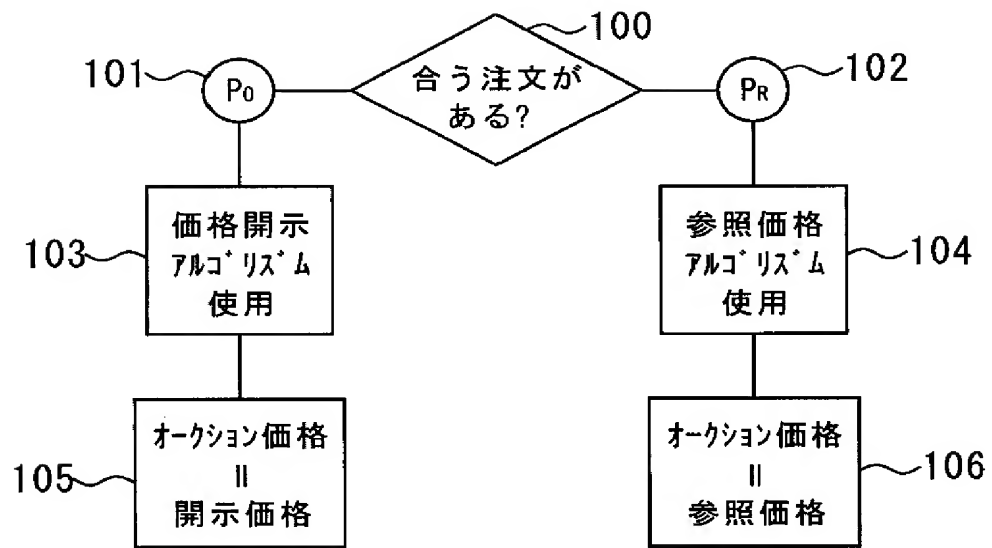 100
101
P0
合う注文が
ある?
PR
102
103
価格開示
ｱﾙｺﾞﾘｽﾞﾑ
使用
参照価格
ｱﾙｺﾞﾘｽﾞﾑ
使用
104
105
ｵｰｸｼｮﾝ価格
॥
開示価格
ｵｰｸｼｮﾝ価格
॥
参照価格
106